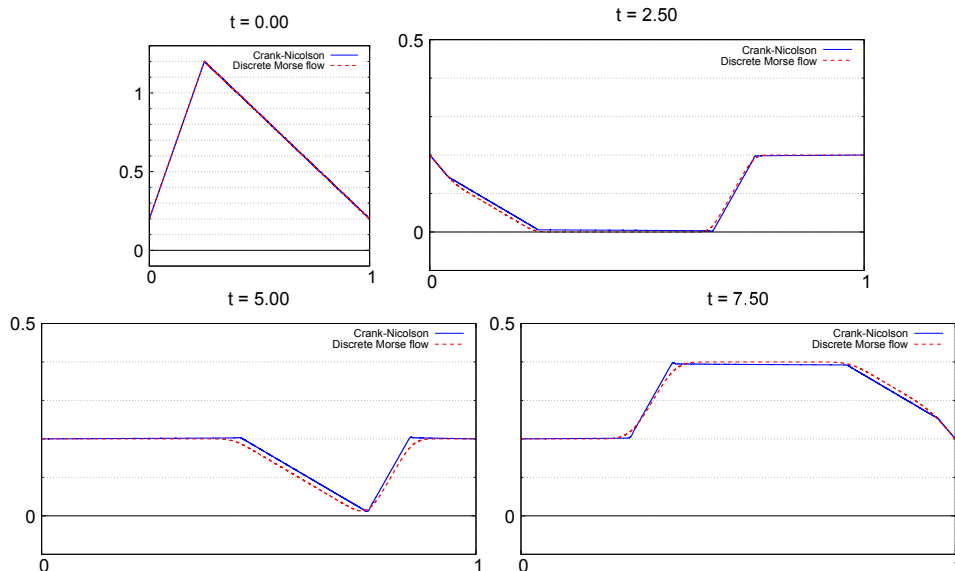 t = 0.00
Crank-Nicolson
Discrete Morse flow
1
0.5
0
0
1
t = 2.50
0.5
Crank-Nicolson
Discrete Morse flow
0
0
1
t = 5.00
0.5
Crank-Nicolson
Discrete Morse flow
0
0
1
t = 7.50
0.5
Crank-Nicolson
Discrete Morse flow
0
0
1